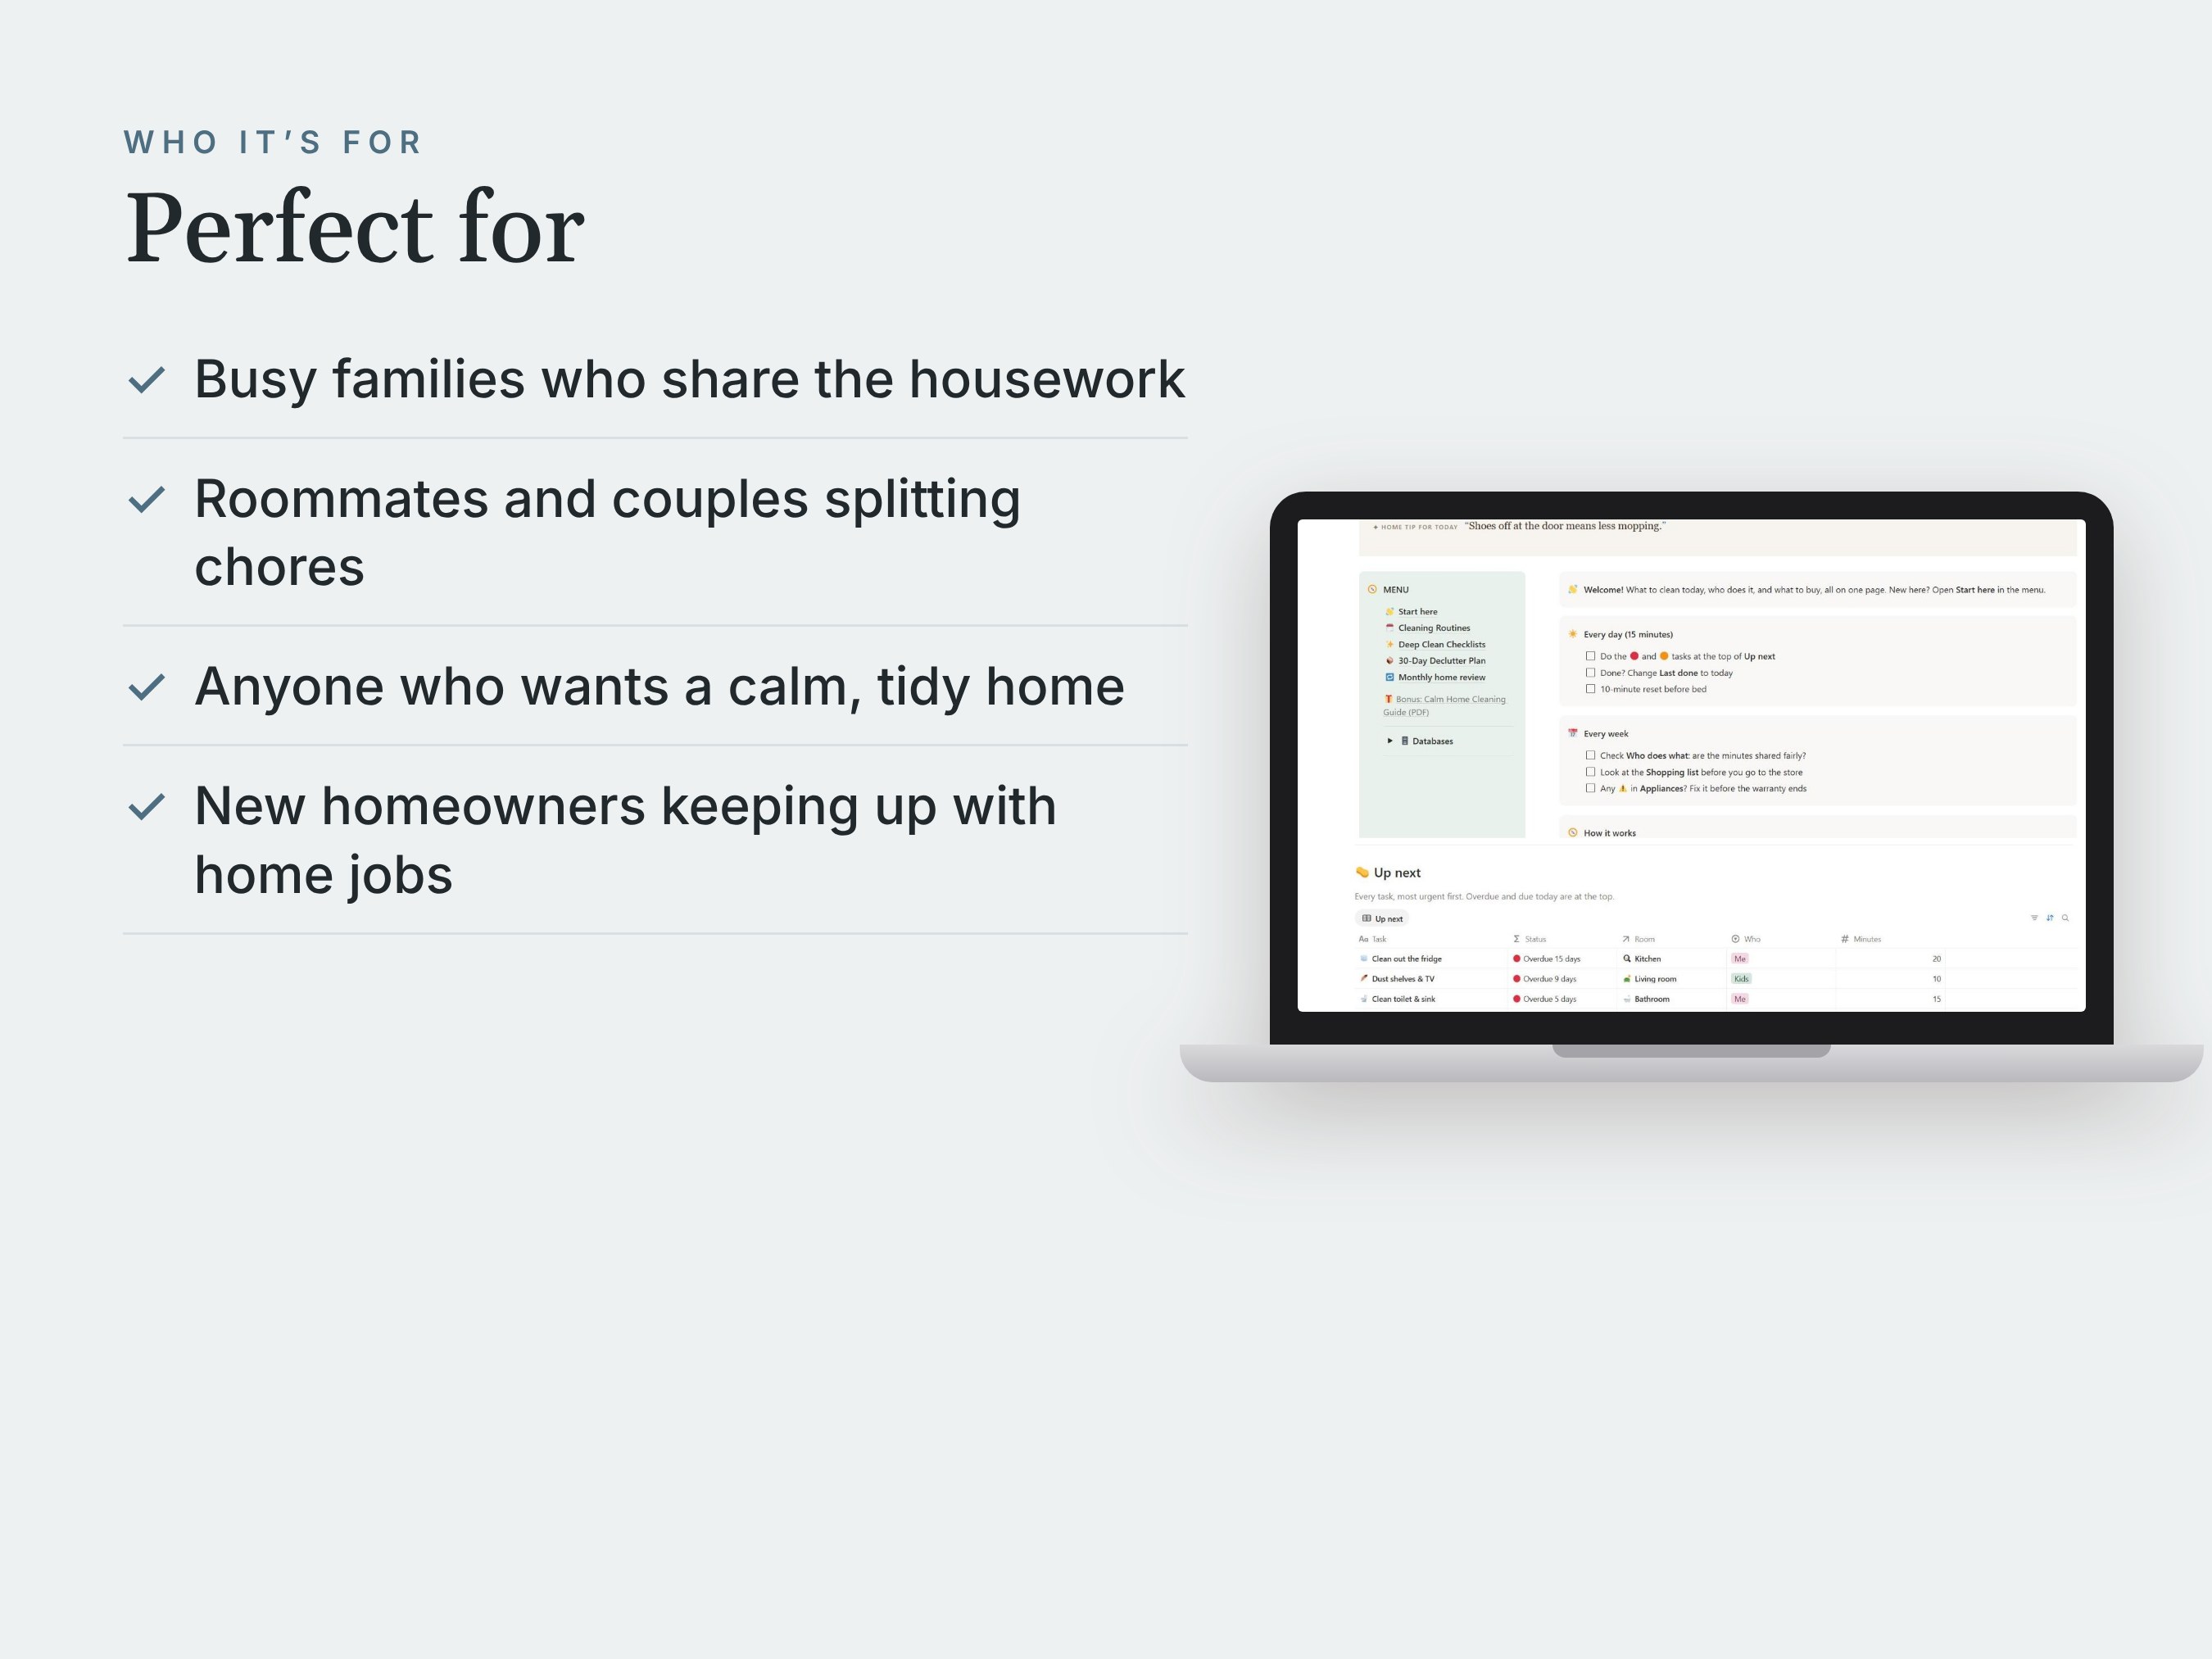 WHO IT’S FOR
Perfect for
Busy families who share the housework
Roommates and couples splitting
chores
Anyone who wants a calm, tidy home
New homeowners keeping up with
home jobs
HOME TIP FOR TODAY “Shoes off at the door means less mopping.”
MENU
Start here
Cleaning Routines
Deep Clean Checklists
30-Day Declutter Plan
Monthly home review
Bonus: Calm Home Cleaning
Guide (PDF)
Databases
Welcome! What to clean today, who does it, and what to buy, all on one page. New here? Open Start here in the menu.
Every day (15 minutes)
Do the 🔴 and 🟠 tasks at the top of Up next
Done? Change Last done to today
10-minute reset before bed
Every week
Check Who does what: are the minutes shared fairly?
Look at the Shopping list before you go to the store
Any ⚠️ in Appliances? Fix it before the warranty ends
How it works
Up next
Every task, most urgent first. Overdue and due today are at the top.
Up next
Aa Task Σ Status Room Who # Minutes
Clean out the fridge Overdue 15 days Kitchen Me 20
Dust shelves & TV Overdue 9 days Living room Kids 10
Clean toilet & sink Overdue 5 days Bathroom Me 15